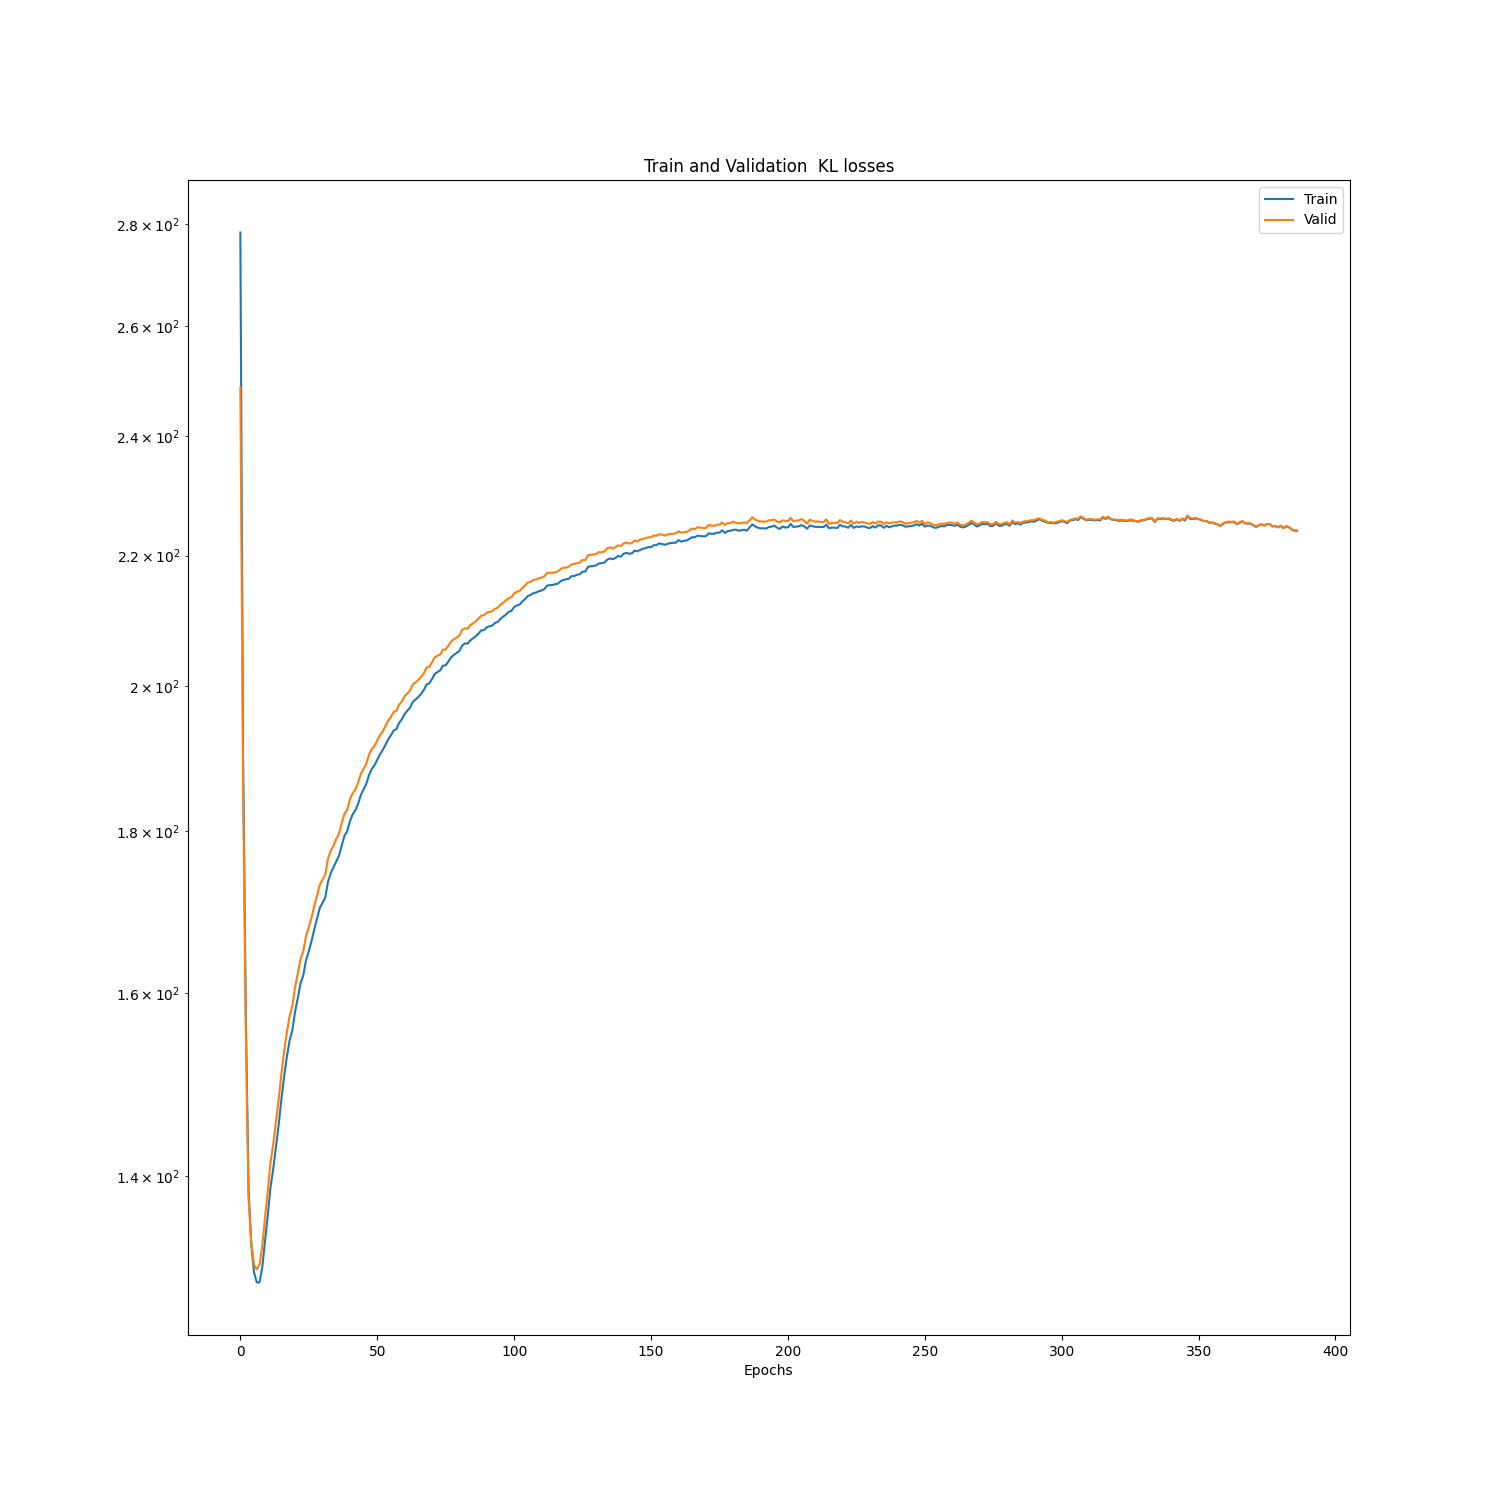 Train and Validation  KL losses
Train
Valid
2.8 × 10²
2.6 × 10²
2.4 × 10²
2.2 × 10²
2 × 10²
1.8 × 10²
1.6 × 10²
1.4 × 10²
0 50 100 150 200 250 300 350 400
Epochs